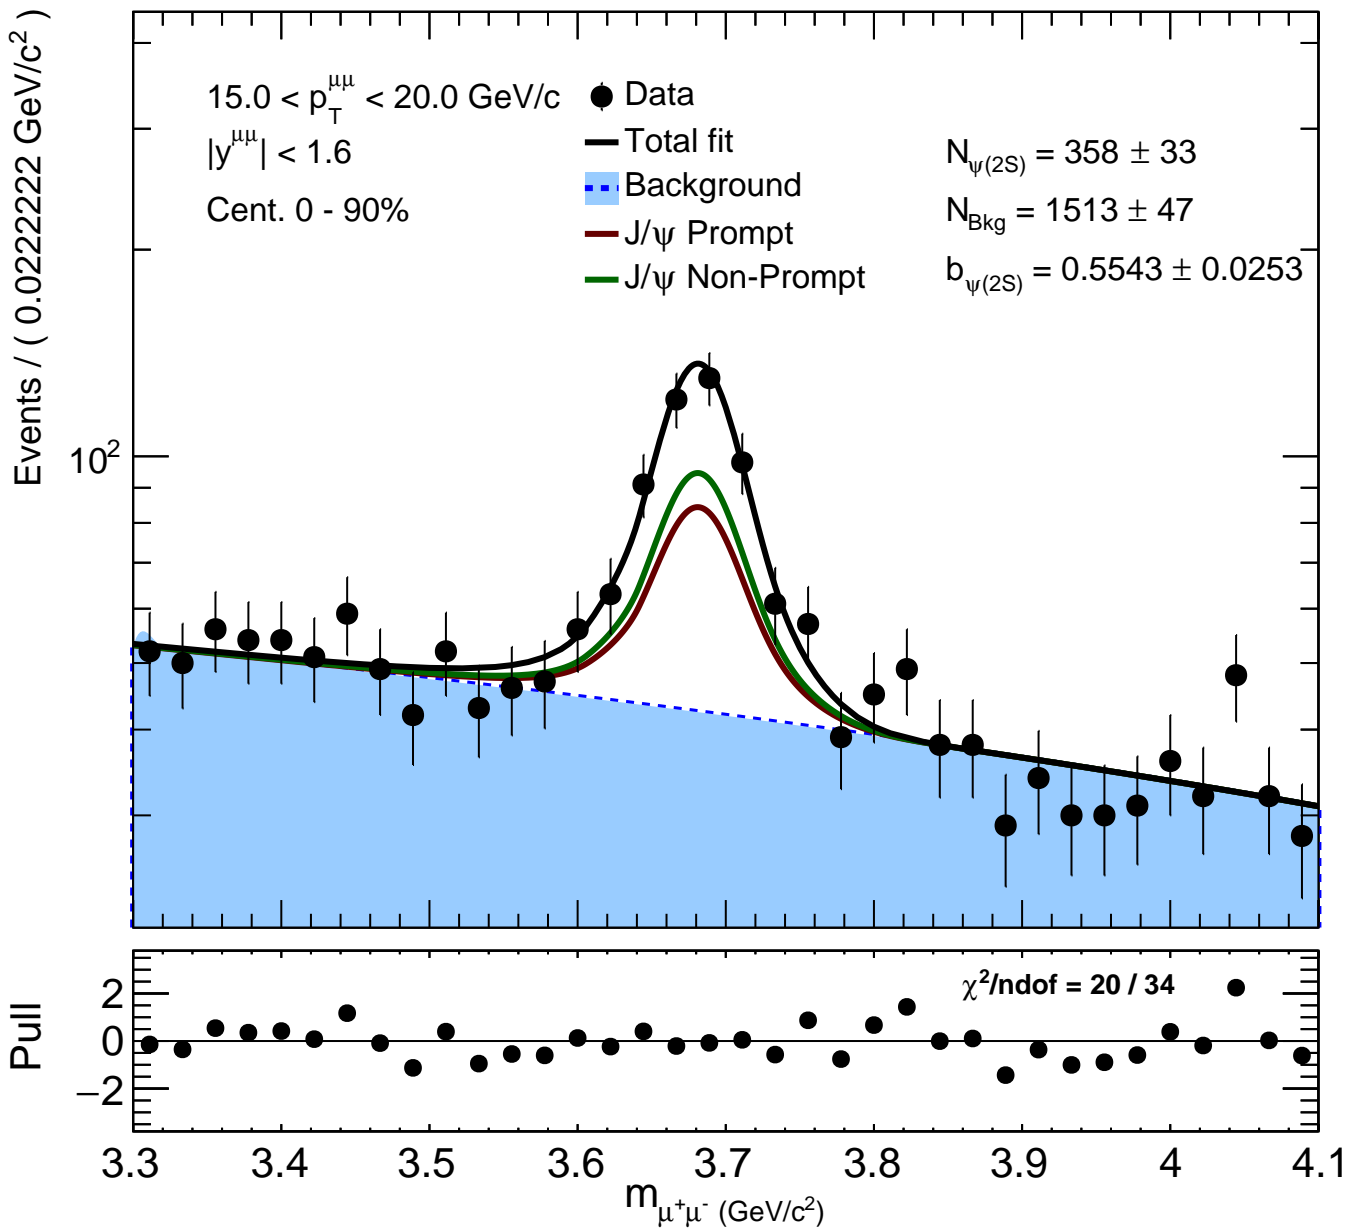 Events / ( 0.0222222 GeV/c² )
10²
15.0 < p_T^μμ < 20.0 GeV/c
|y^μμ| < 1.6
Cent. 0 - 90%
Data
Total fit
Background
J/ψ Prompt
J/ψ Non-Prompt
N_ψ(2S) = 358 ± 33
N_Bkg = 1513 ± 47
b_ψ(2S) = 0.5543 ± 0.0253
Pull
2
0
−2
χ²/ndof = 20 / 34
3.3 3.4 3.5 3.6 3.7 3.8 3.9 4 4.1
m_μ⁺μ⁻ (GeV/c²)